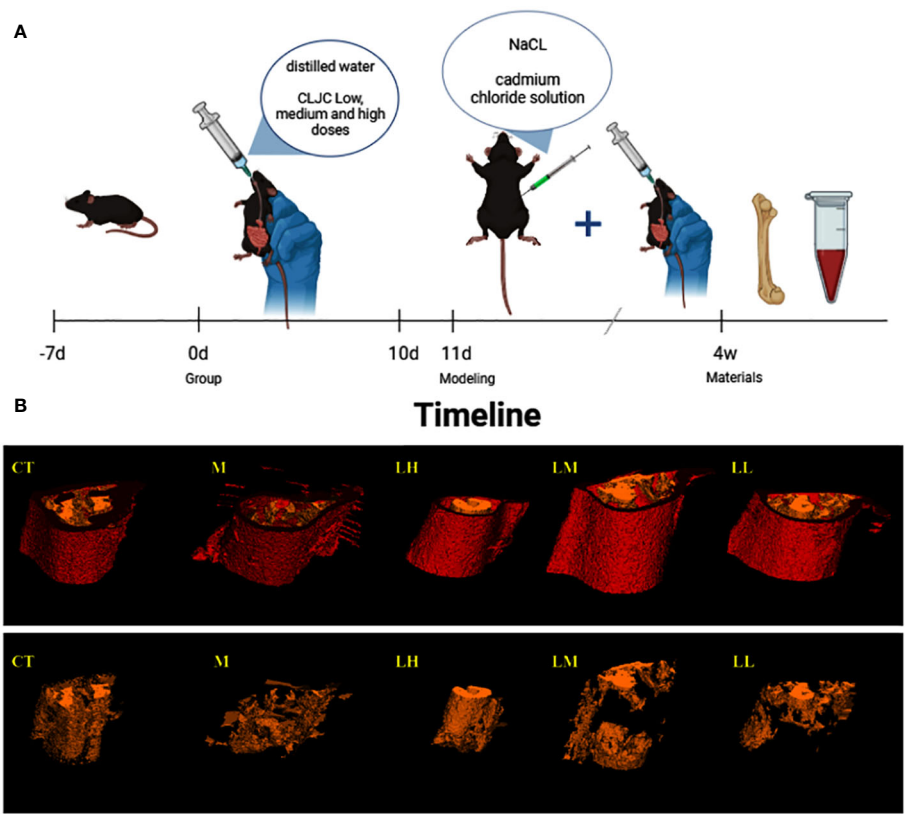 A
distilled water
CLJC Low,
medium and high
doses
NaCL
cadmium
chloride solution
-7d
0d
10d
11d
4w
Group
Modeling
Materials
B
Timeline
CT
M
LH
LM
LL
CT
M
LH
LM
LL